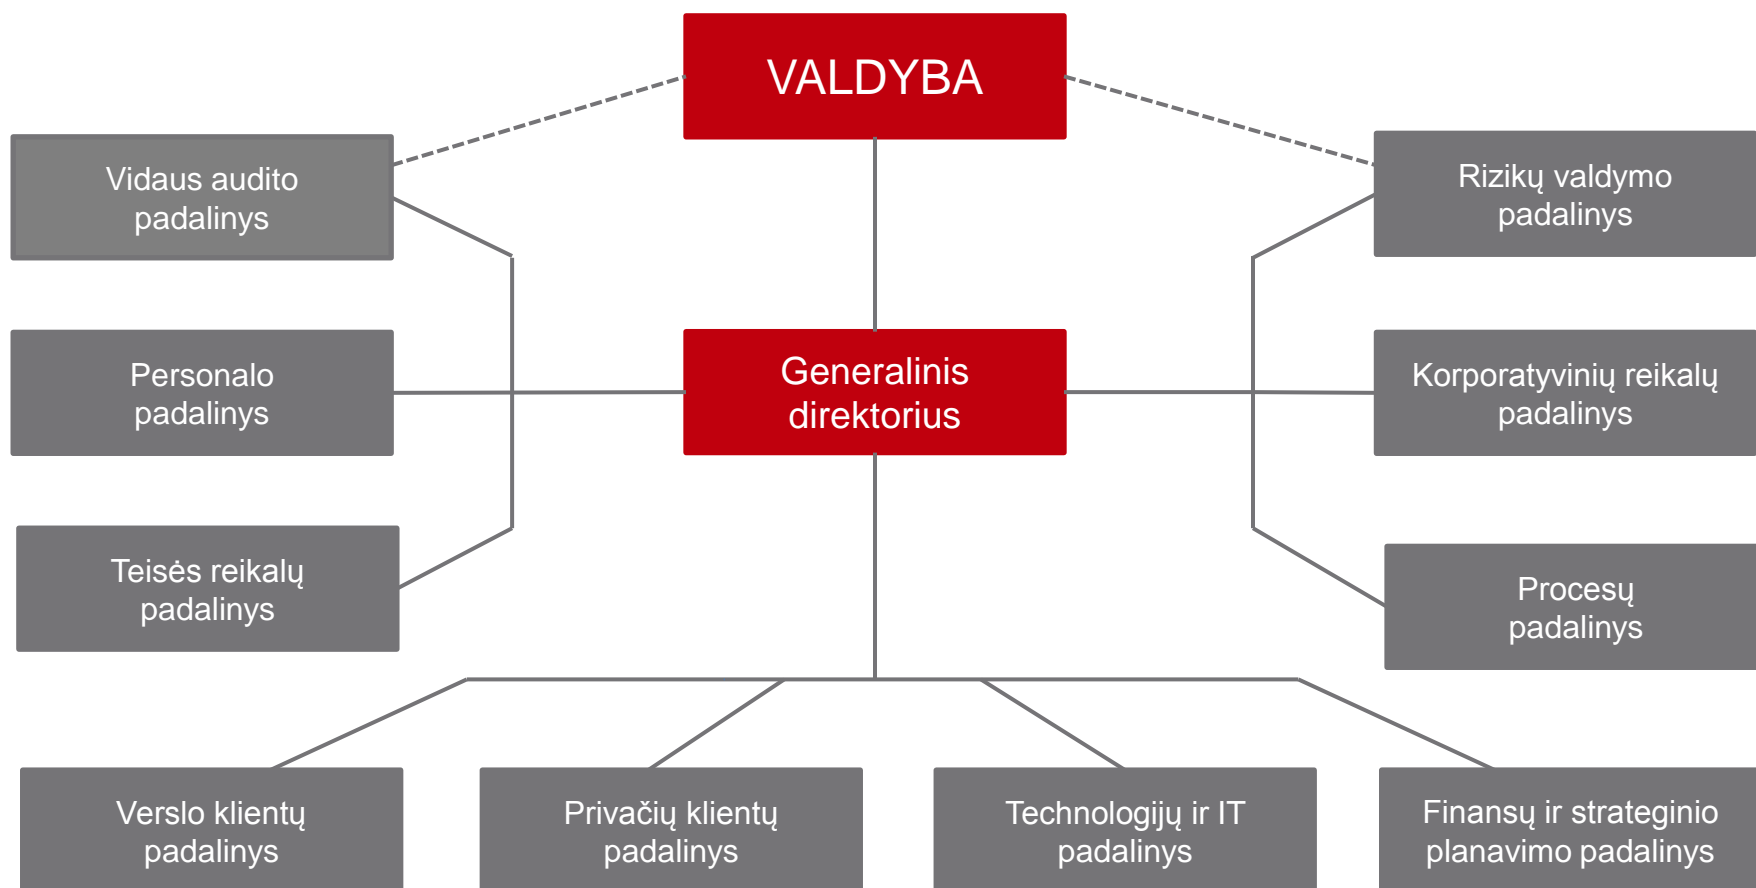 VALDYBA
Vidaus audito
padalinys
Rizikų valdymo
padalinys
Personalo
padalinys
Generalinis
direktorius
Korporatyvinių reikalų
padalinys
Teisės reikalų
padalinys
Procesų
padalinys
Verslo klientų
padalinys
Privačių klientų
padalinys
Technologijų ir IT
padalinys
Finansų ir strateginio
planavimo padalinys